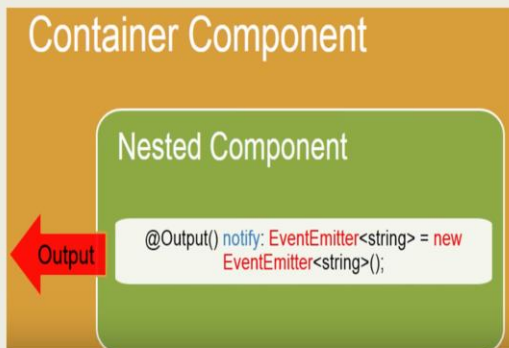 Container Component
Nested Component
@Output() notify: EventEmitter<string> = new
EventEmitter<string>();
Output